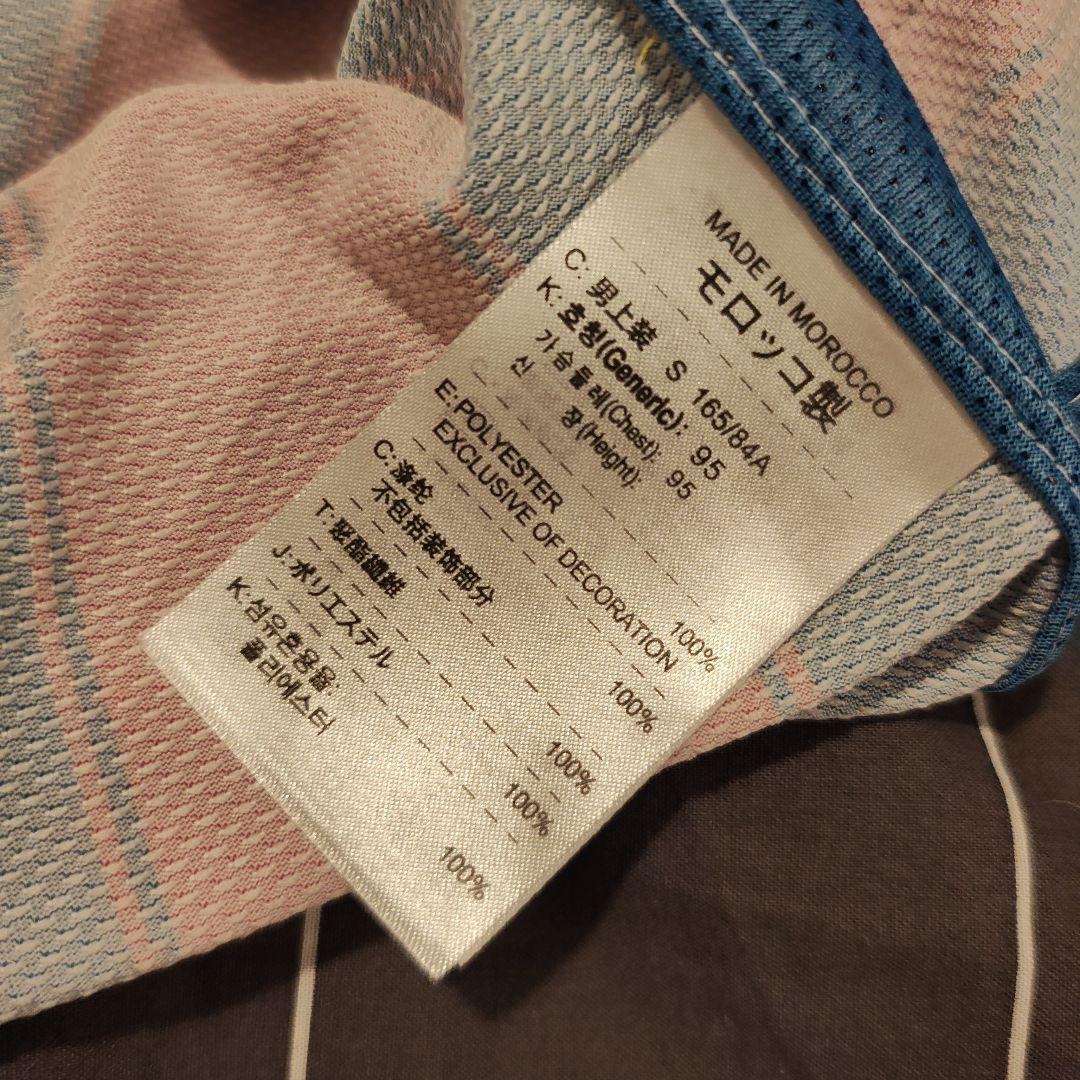 MADE IN MOROCCO
モロッコ製
C: 男上装 S 165/84A
K: 호칭(Generic): 95
가슴둘레(Chest): 95
신 장(Height):
E:POLYESTER 100%
EXCLUSIVE OF DECORATION
C:涤纶 100%
不包括装饰部分
T:聚酯纖維 100%
J:ポリエステル 100%
K:섬유혼용율:
폴리에스터 100%